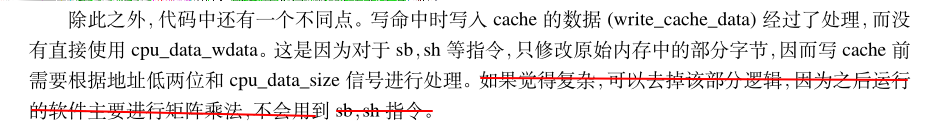 除此之外，代码中还有一个不同点。写命中时写入 cache 的数据 (write_cache_data) 经过了处理，而没
有直接使用 cpu_data_wdata。这是因为对于 sb, sh 等指令，只修改原始内存中的部分字节，因而写 cache 前
需要根据地址低两位和 cpu_data_size 信号进行处理。如果觉得复杂，可以去掉该部分逻辑，因为之后运行
的软件主要进行矩阵乘法，不会用到 sb, sh 指令。